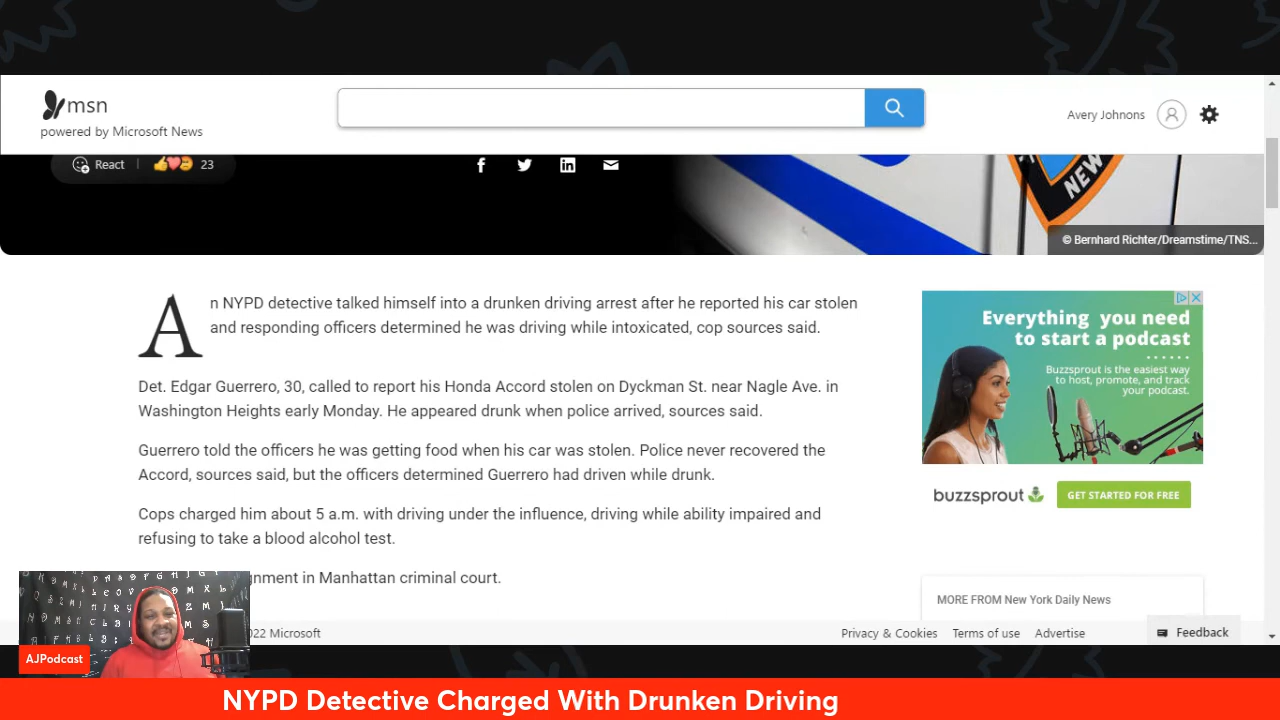 msn
powered by Microsoft News
Avery Johnons
React
23
NEW
© Bernhard Richter/Dreamstime/TNS...
An NYPD detective talked himself into a drunken driving arrest after he reported his car stolen
and responding officers determined he was driving while intoxicated, cop sources said.
Det. Edgar Guerrero, 30, called to report his Honda Accord stolen on Dyckman St. near Nagle Ave. in
Washington Heights early Monday. He appeared drunk when police arrived, sources said.
Guerrero told the officers he was getting food when his car was stolen. Police never recovered the
Accord, sources said, but the officers determined Guerrero had driven while drunk.
Cops charged him about 5 a.m. with driving under the influence, driving while ability impaired and
refusing to take a blood alcohol test.
gnment in Manhattan criminal court.
Everything you need
to start a podcast
Buzzsprout is the easiest way
to host, promote, and track
your podcast.
buzzsprout
GET STARTED FOR FREE
MORE FROM New York Daily News
022 Microsoft
Privacy & Cookies
Terms of use
Advertise
Feedback
AJPodcast
NYPD Detective Charged With Drunken Driving